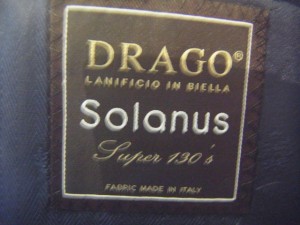 DRAGO®
LANIFICIO IN BIELLA
Solanus
Super 130's
FABRIC MADE IN ITALY